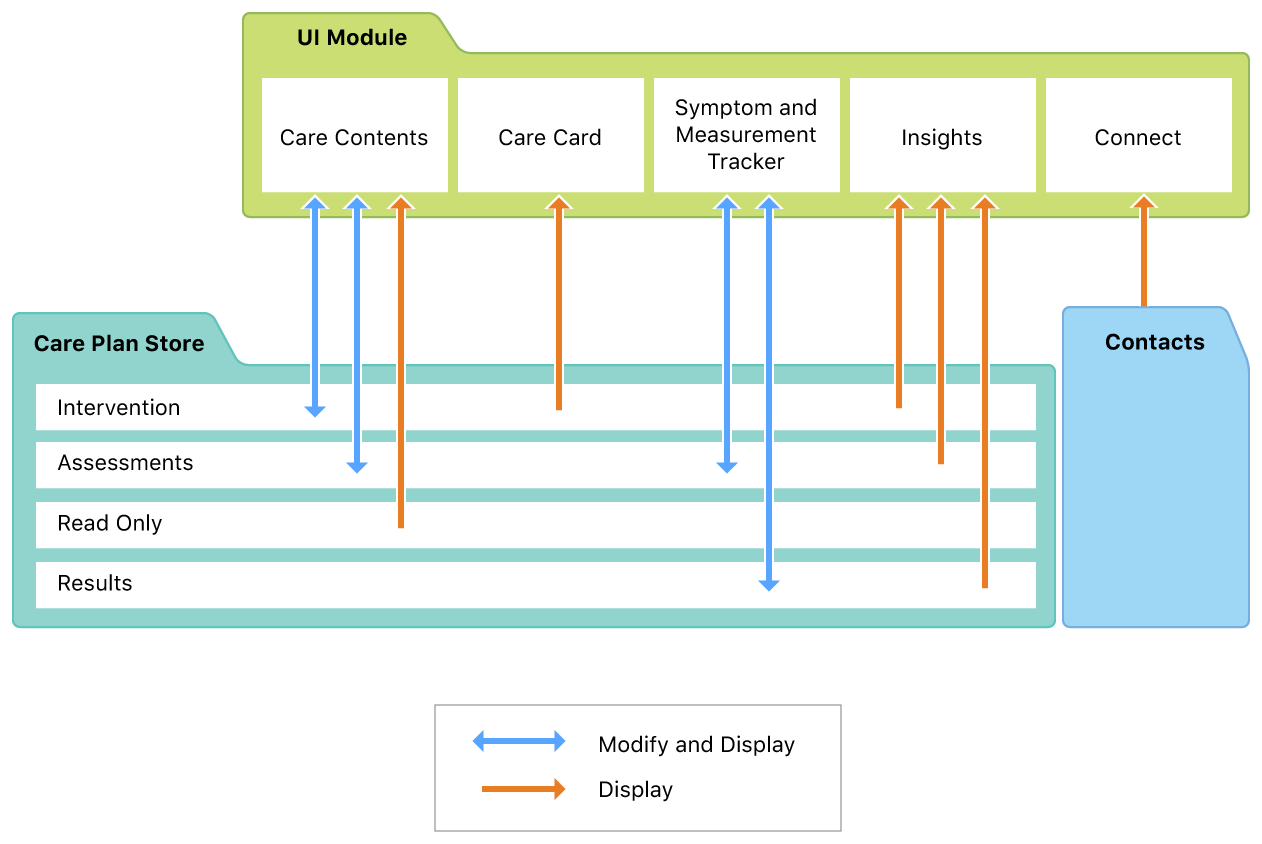 UI Module
Care Contents
Care Card
Symptom and
Measurement
Tracker
Insights
Connect
Care Plan Store
Contacts
Intervention
Assessments
Read Only
Results
Modify and Display
Display